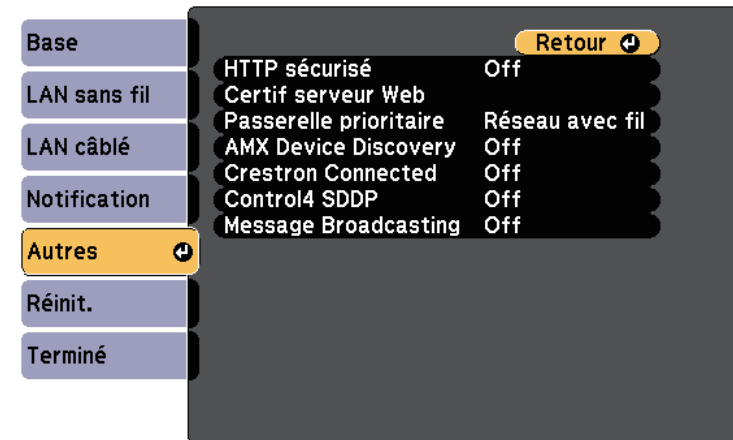 Base
LAN sans fil
LAN câblé
Notification
Autres
Réinit.
Terminé
Retour
HTTP sécurisé Off
Certif serveur Web
Passerelle prioritaire Réseau avec fil
AMX Device Discovery Off
Crestron Connected Off
Control4 SDDP Off
Message Broadcasting Off